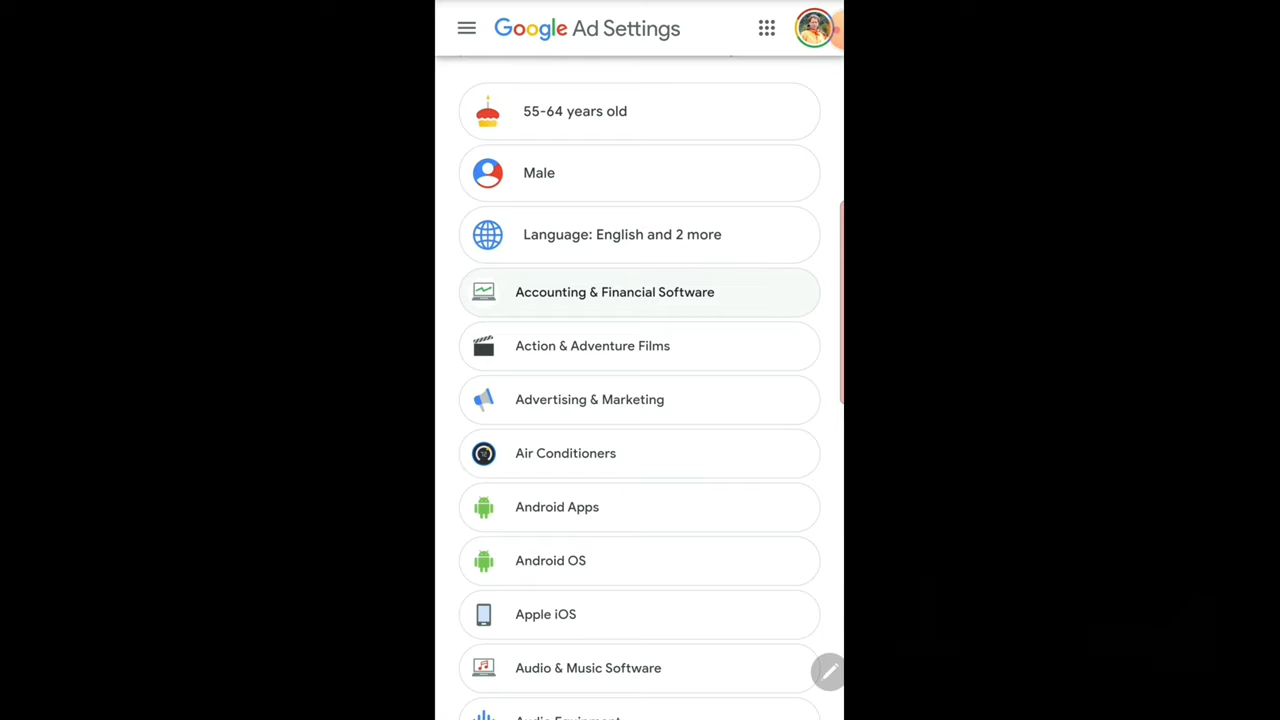 Google Ad Settings
55-64 years old
Male
Language: English and 2 more
Accounting & Financial Software
Action & Adventure Films
Advertising & Marketing
Air Conditioners
Android Apps
Android OS
Apple iOS
Audio & Music Software